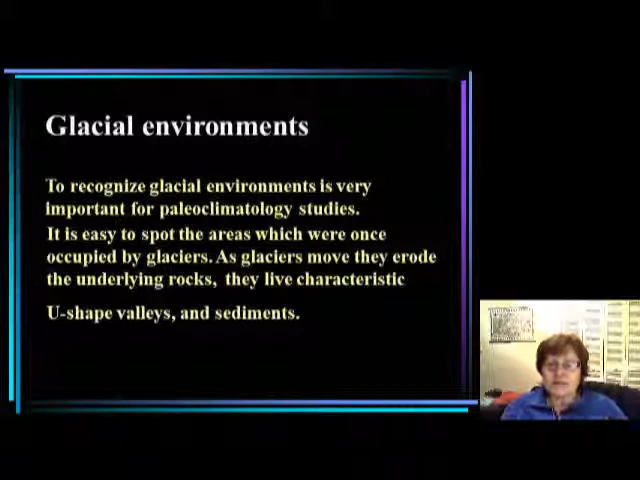 Glacial environments
To recognize glacial environments is very
important for paleoclimatology studies.
It is easy to spot the areas which were once
occupied by glaciers. As glaciers move they erode
the underlying rocks, they live characteristic
U-shape valleys, and sediments.